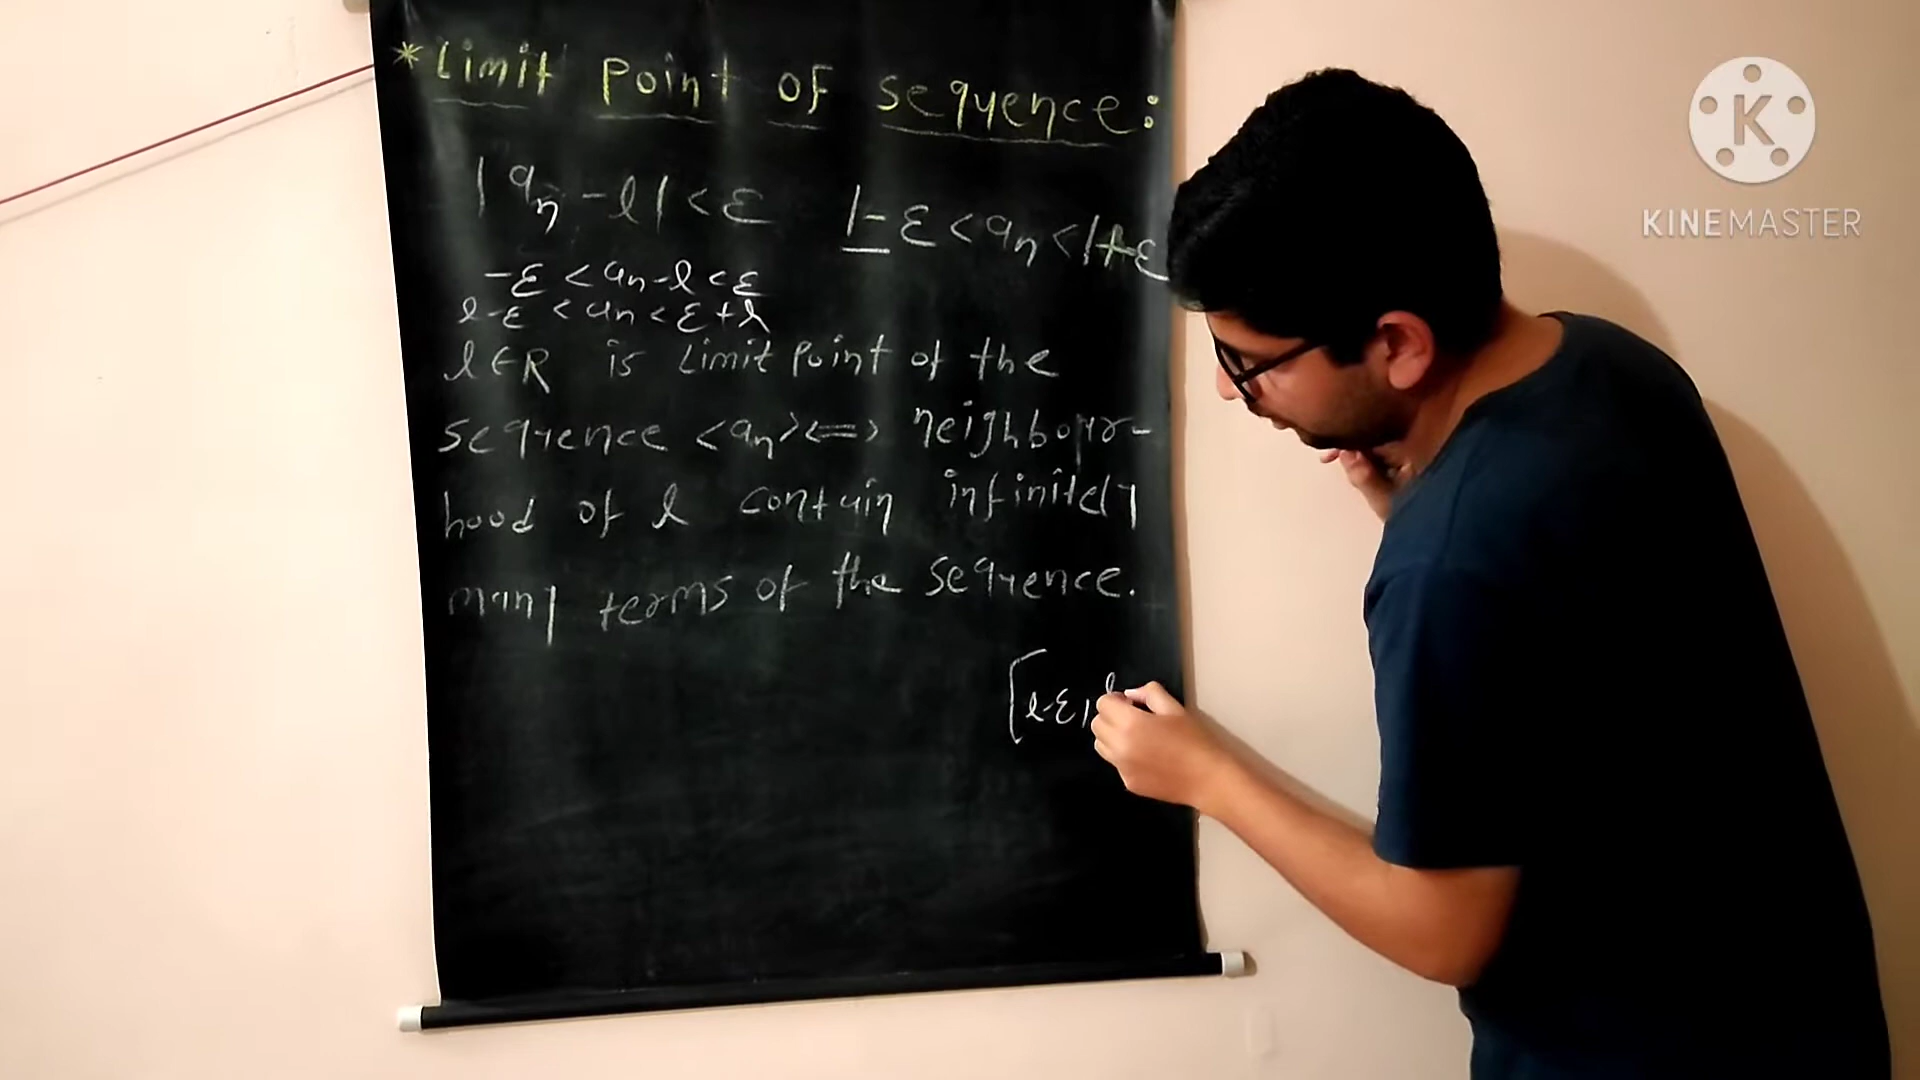 * Limit Point OF sequence:
|an - l| < ε
l - ε < an < l + ε
-ε < an - l < ε
l - ε < an < ε + l
l ∈ R is Limit Point of the
sequence <an> <=> neighbour-
hood of l contain infinitely
many terms of the sequence.
[l-ε, l
K
KINEMASTER